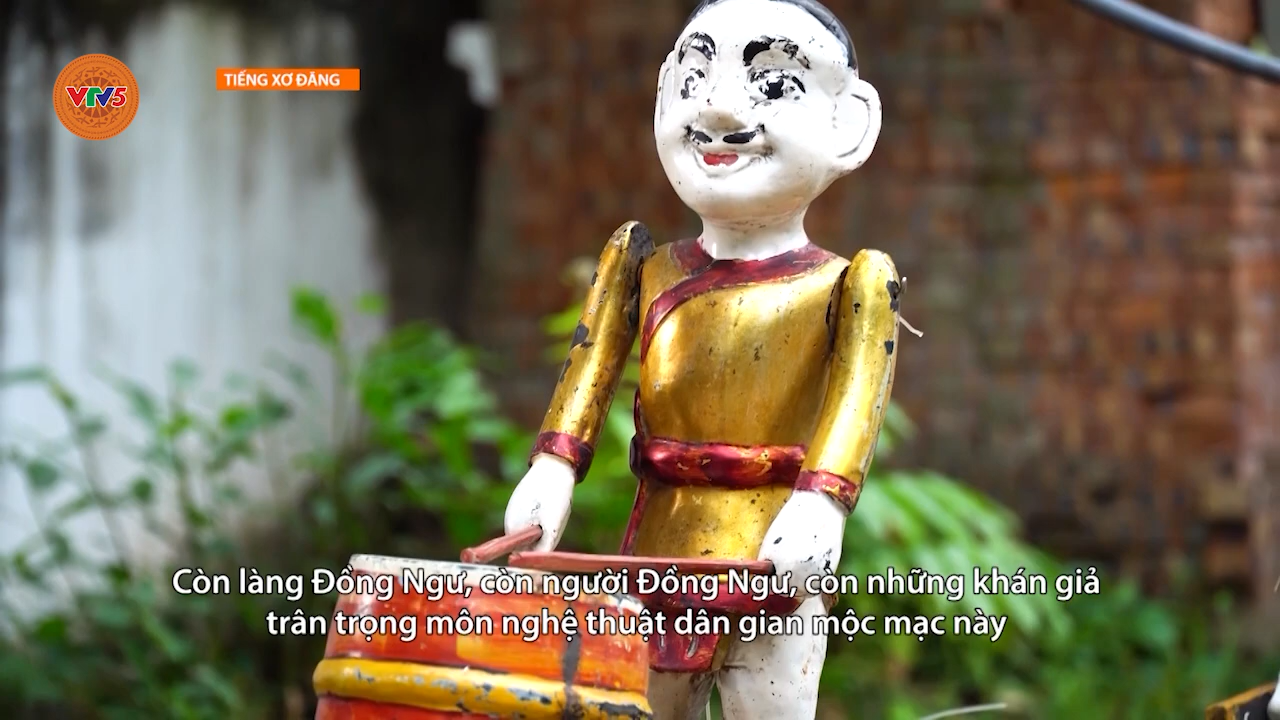 VTV5
TIẾNG XƠ ĐĂNG
Còn làng Đồng Ngư, còn người Đồng Ngư, còn những khán giả
trân trọng môn nghệ thuật dân gian mộc mạc này